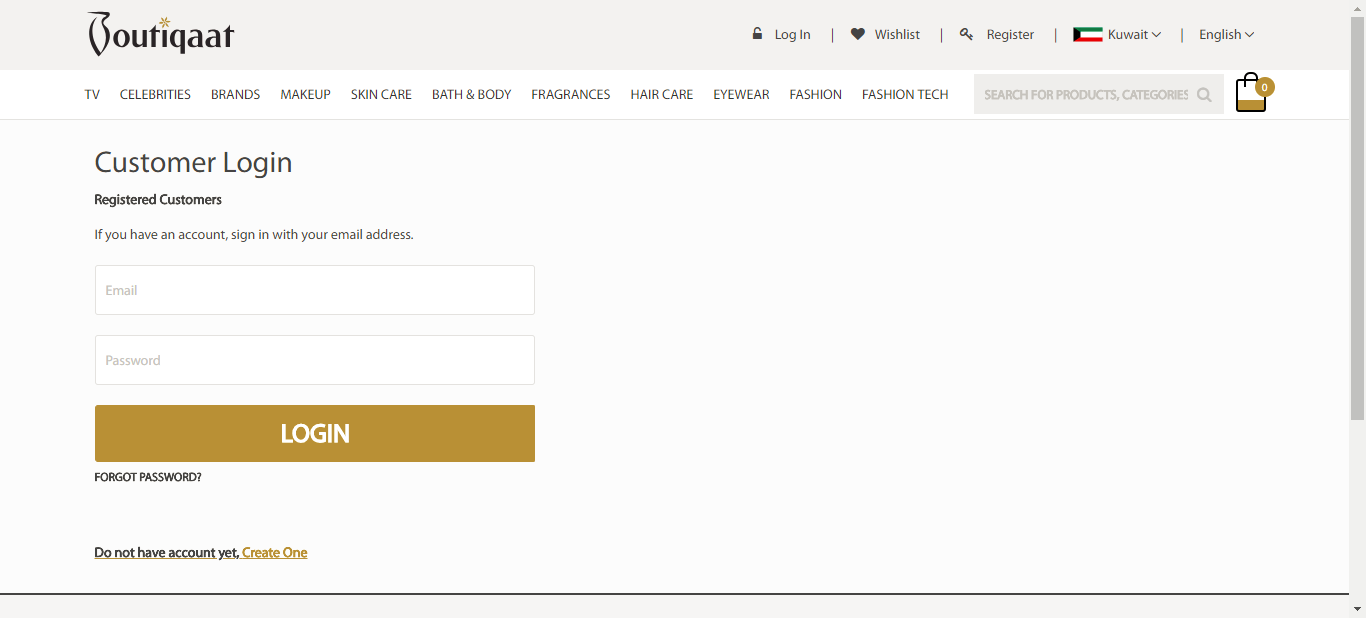 Boutiqaat
Log In | Wishlist | Register | Kuwait | English
TV CELEBRITIES BRANDS MAKEUP SKIN CARE BATH & BODY FRAGRANCES HAIR CARE EYEWEAR FASHION FASHION TECH SEARCH FOR PRODUCTS, CATEGORIES 0
Customer Login
Registered Customers
If you have an account, sign in with your email address.
Email
Password
LOGIN
FORGOT PASSWORD?
Do not have account yet, Create One